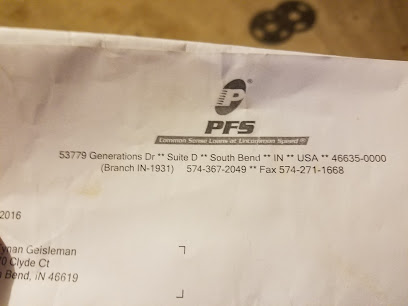 P
PFS
Common Sense Loans at Uncommon Speed
53779 Generations Dr ** Suite D ** South Bend ** IN ** USA ** 46635-0000
(Branch IN-1931) 574-367-2049 ** Fax 574-271-1668
2016
Geisleman
Clyde Ct
Bend, IN 46619